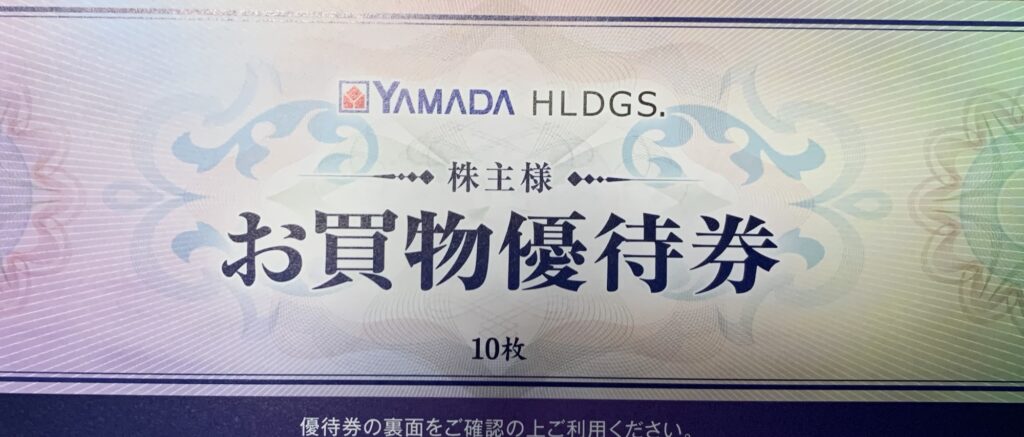 YAMADA HLDGS.
株主様
お買物優待券
10枚
優待券の裏面をご確認の上ご利用ください。